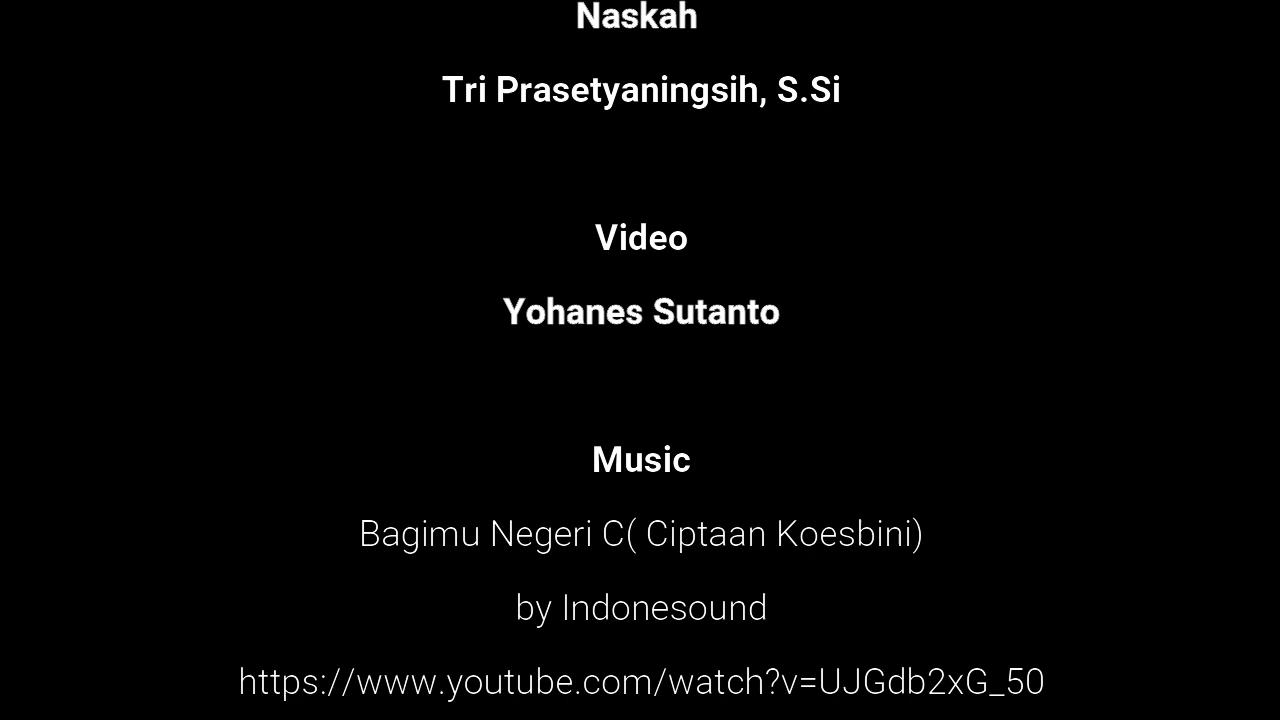 Naskah
Tri Prasetyaningsih, S.Si
Video
Yohanes Sutanto
Music
Bagimu Negeri C( Ciptaan Koesbini)
by Indonesound
https://www.youtube.com/watch?v=UJGdb2xG_50